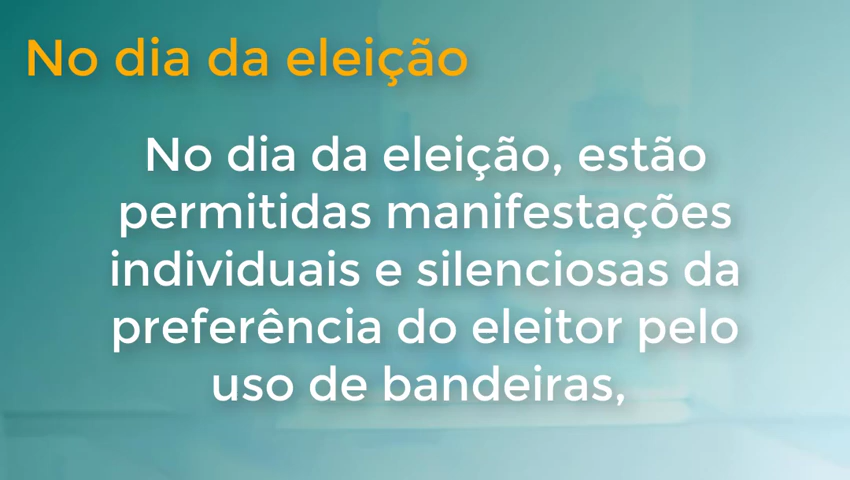 No dia da eleição
No dia da eleição, estão
permitidas manifestações
individuais e silenciosas da
preferência do eleitor pelo
uso de bandeiras,